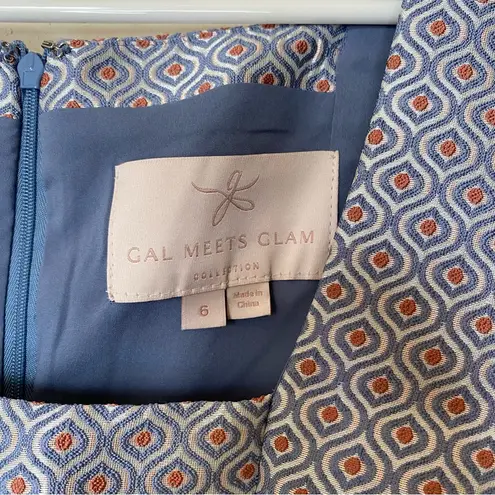 GAL MEETS GLAM
COLLECTION
6
Made in
China